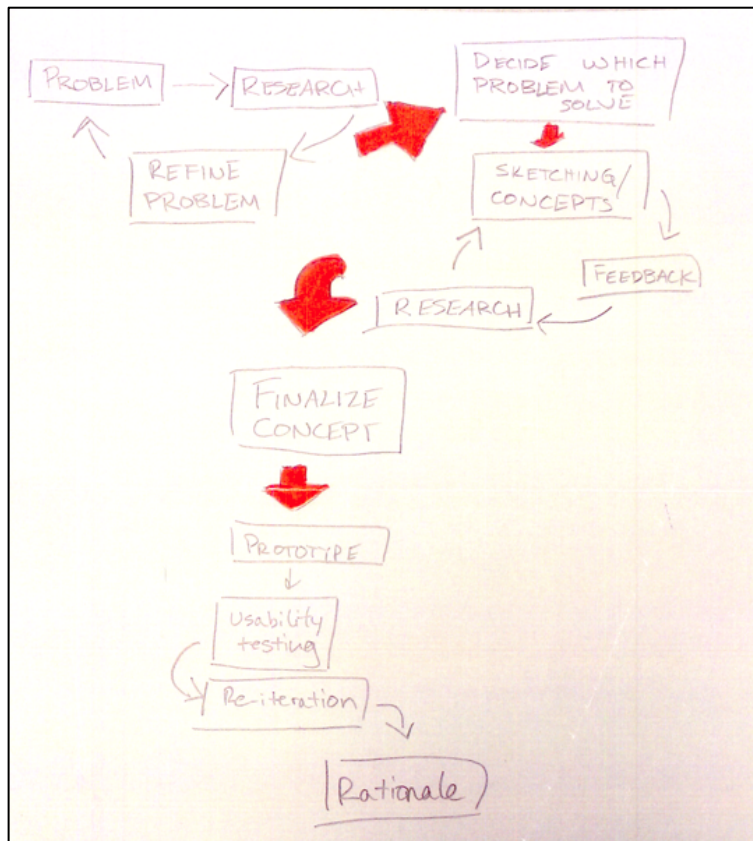 PROBLEM
RESEARCH
REFINE
PROBLEM
DECIDE WHICH
PROBLEM TO
SOLVE
SKETCHING/
CONCEPTS
FEEDBACK
RESEARCH
FINALIZE
CONCEPT
PROTOTYPE
Usability
testing
Re-iteration
Rationale